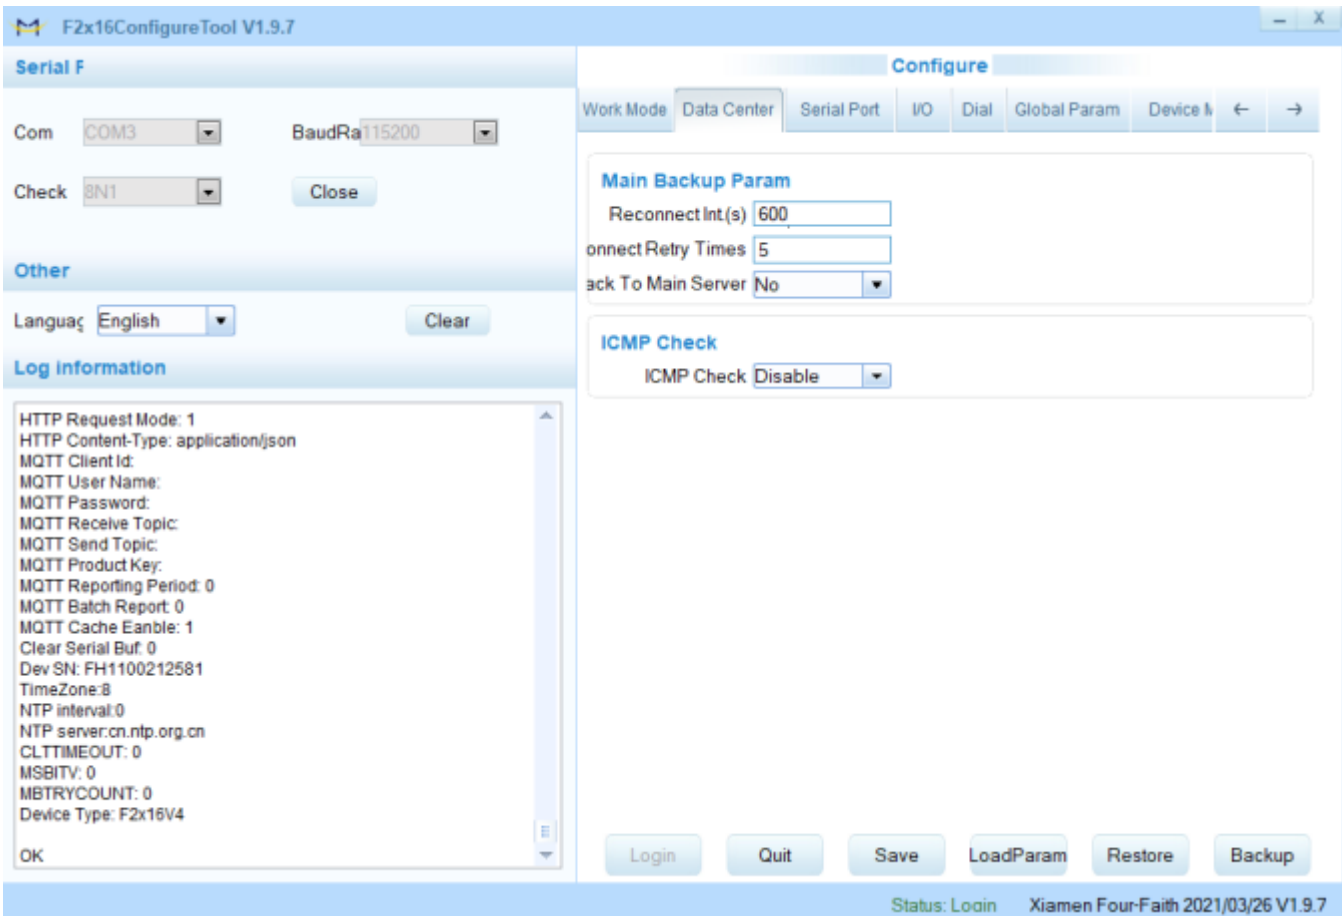 F2x16ConfigureTool V1.9.7
Serial F
Com COM3 BaudRa 115200
Check 8N1 Close
Other
Languag English Clear
Log information
HTTP Request Mode: 1
HTTP Content-Type: application/json
MQTT Client Id:
MQTT User Name:
MQTT Password:
MQTT Receive Topic:
MQTT Send Topic:
MQTT Product Key:
MQTT Reporting Period: 0
MQTT Batch Report: 0
MQTT Cache Eanble: 1
Clear Serial Buf: 0
Dev SN: FH1100212581
TimeZone:8
NTP interval:0
NTP server:cn.ntp.org.cn
CLTTIMEOUT: 0
MSBITV: 0
MBTRYCOUNT: 0
Device Type: F2x16V4
OK
Configure
Work Mode Data Center Serial Port I/O Dial Global Param Device M ← →
Main Backup Param
Reconnect Int.(s) 600
onnect Retry Times 5
ack To Main Server No
ICMP Check
ICMP Check Disable
Login Quit Save LoadParam Restore Backup
Status: Login Xiamen Four-Faith 2021/03/26 V1.9.7